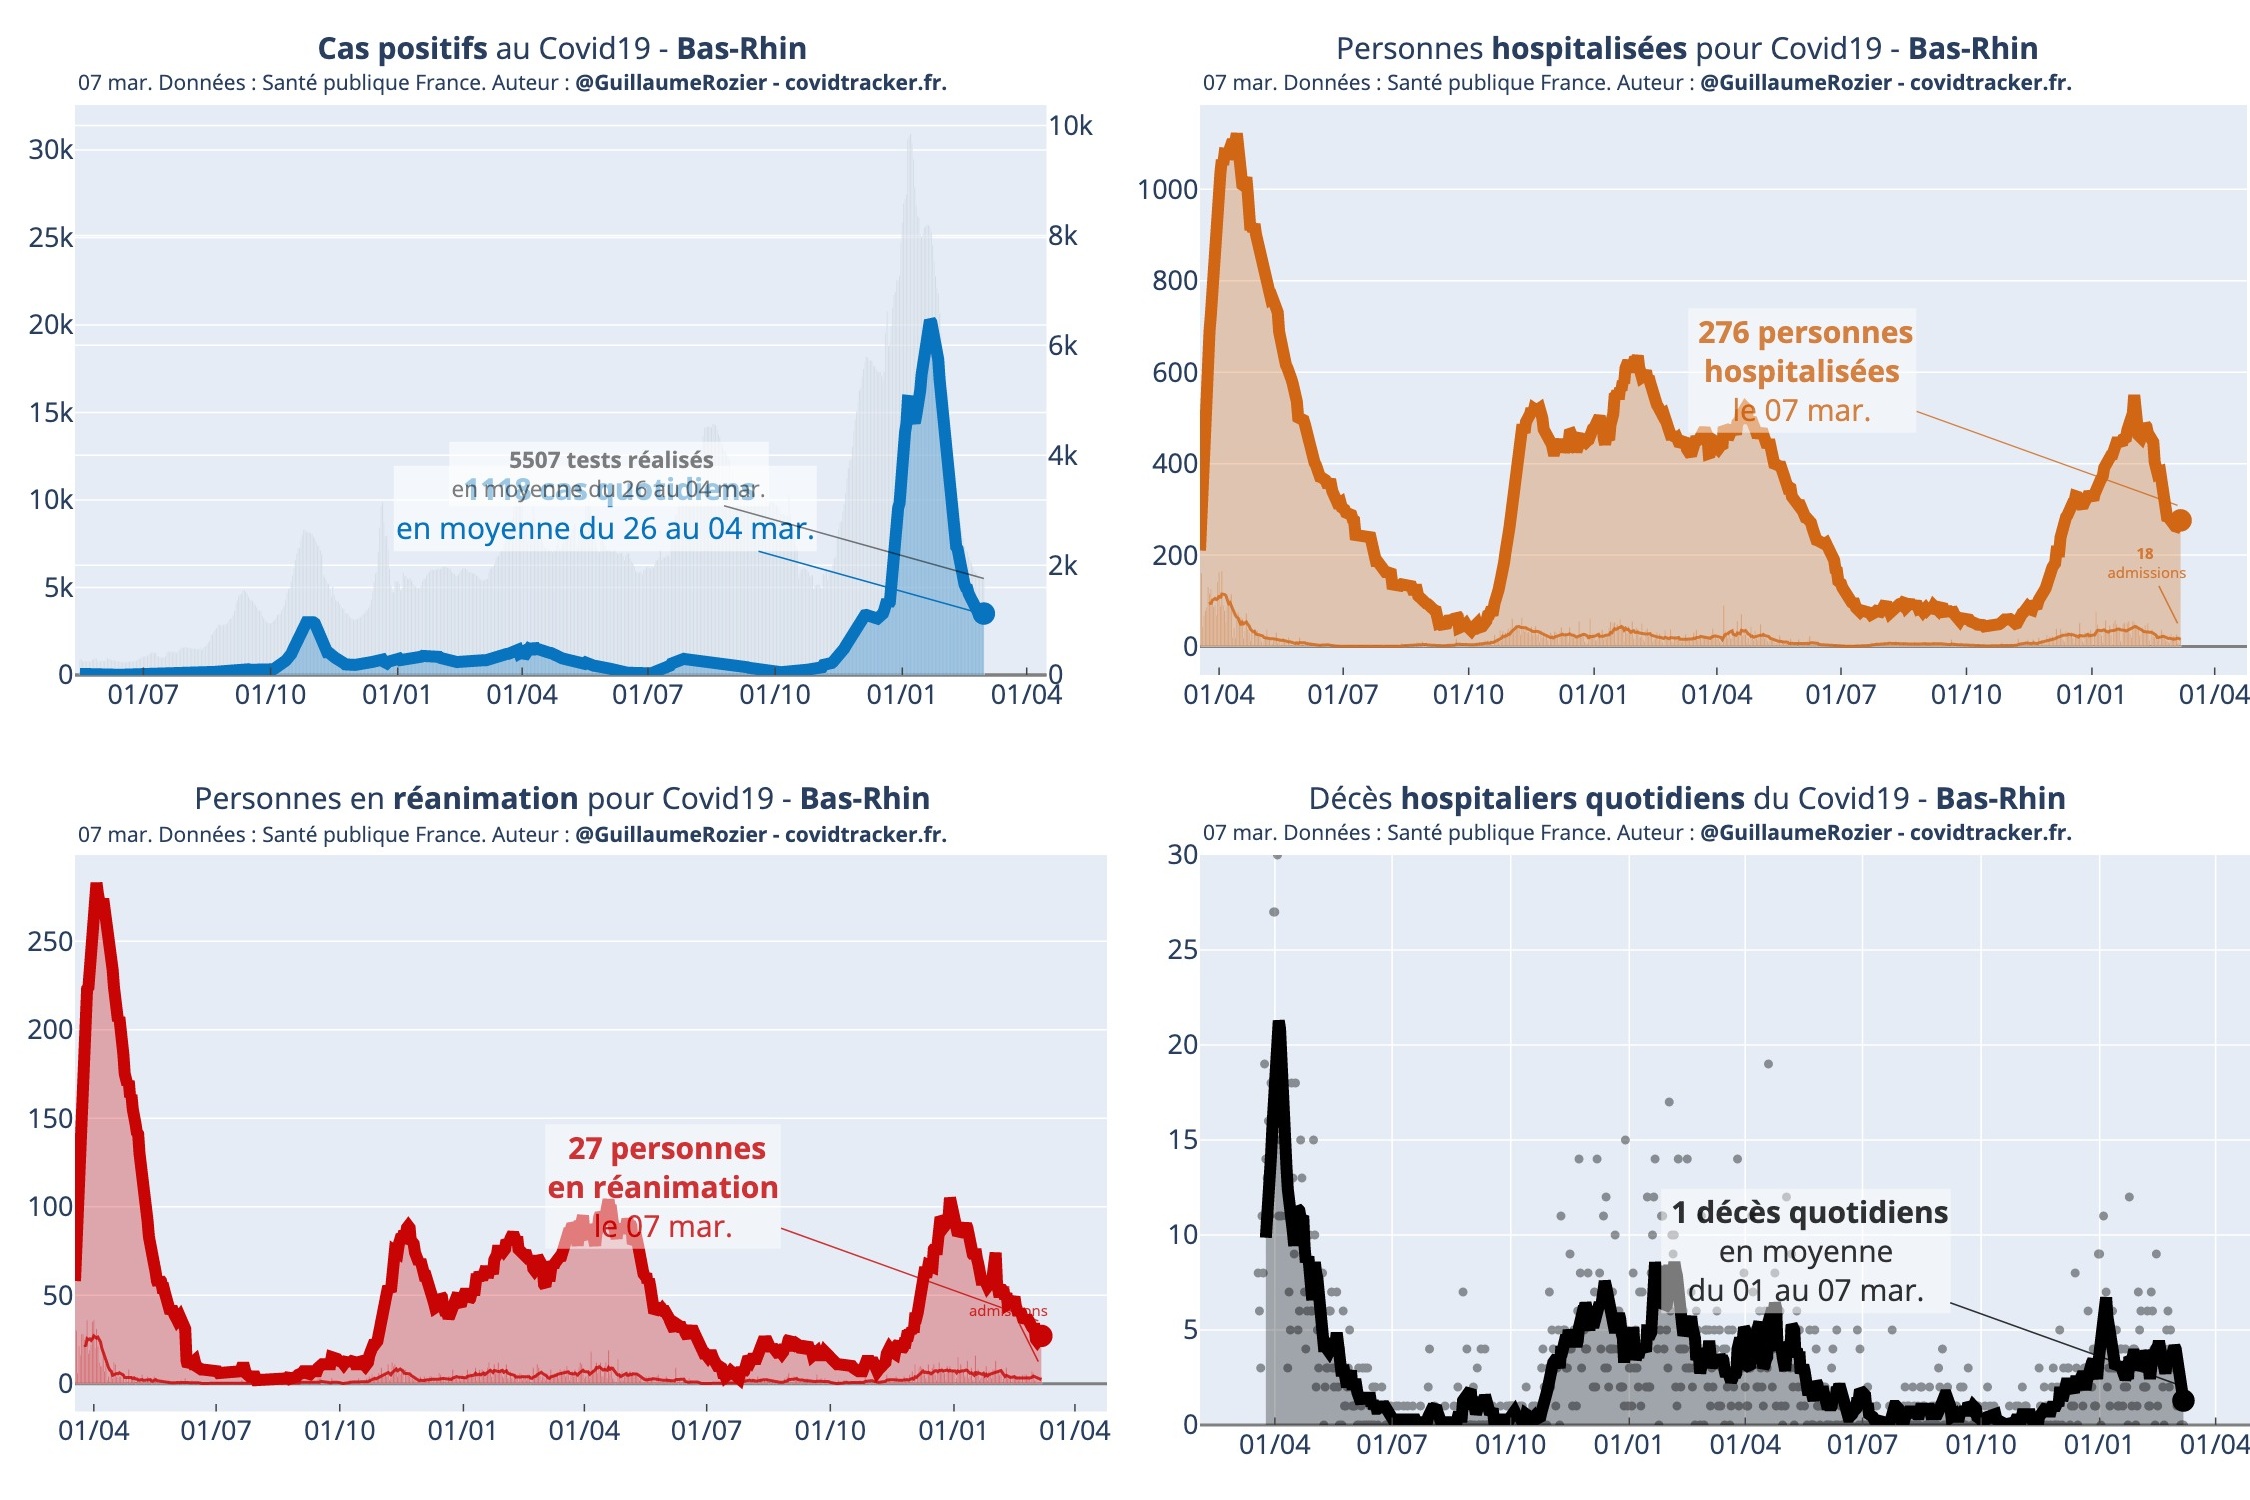 Cas positifs au Covid19 - Bas-Rhin
07 mar. Données : Santé publique France. Auteur : @GuillaumeRozier - covidtracker.fr.
30k
25k
20k
15k
10k
5k
0
10k
8k
6k
4k
2k
0
5507 tests réalisés
en moyenne du 26 au 04 mar.
1118 cas quotidiens
en moyenne du 26 au 04 mar.
01/07 01/10 01/01 01/04 01/07 01/10 01/01 01/04
Personnes hospitalisées pour Covid19 - Bas-Rhin
07 mar. Données : Santé publique France. Auteur : @GuillaumeRozier - covidtracker.fr.
1000
800
600
400
200
0
276 personnes
hospitalisées
le 07 mar.
18
admissions
01/04 01/07 01/10 01/01 01/04 01/07 01/10 01/01 01/04
Personnes en réanimation pour Covid19 - Bas-Rhin
07 mar. Données : Santé publique France. Auteur : @GuillaumeRozier - covidtracker.fr.
250
200
150
100
50
0
27 personnes
en réanimation
le 07 mar.
admissions
01/04 01/07 01/10 01/01 01/04 01/07 01/10 01/01 01/04
Décès hospitaliers quotidiens du Covid19 - Bas-Rhin
07 mar. Données : Santé publique France. Auteur : @GuillaumeRozier - covidtracker.fr.
30
25
20
15
10
5
0
1 décès quotidiens
en moyenne
du 01 au 07 mar.
01/04 01/07 01/10 01/01 01/04 01/07 01/10 01/01 01/04